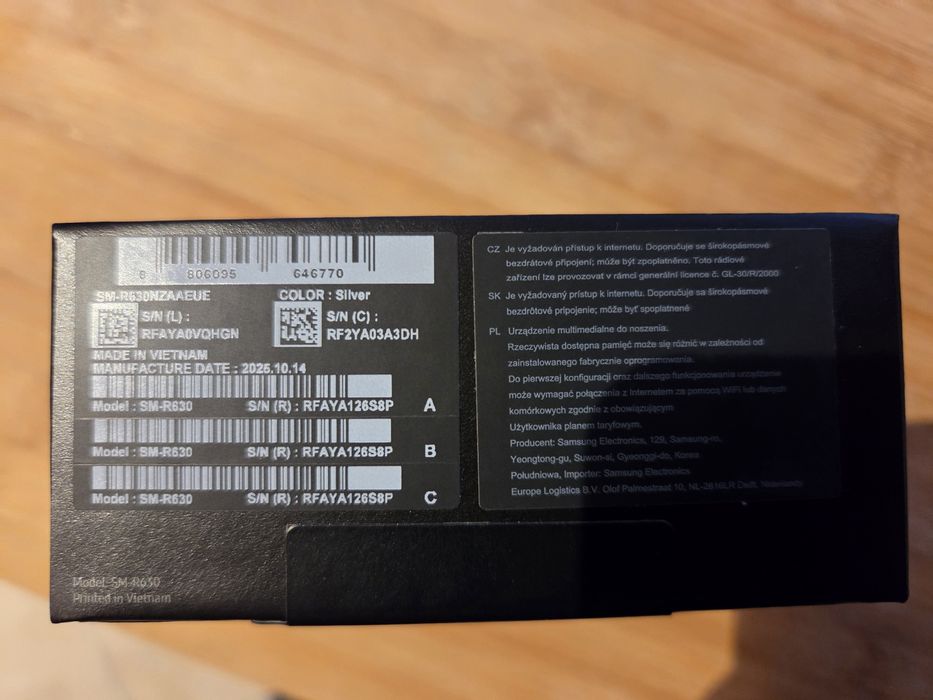 8 806095 646770
SM-R630NZAAEUE COLOR : Silver
S/N (L) : S/N (C) :
RFAYA0VQHGN RF2YA03A3DH
MADE IN VIETNAM
MANUFACTURE DATE : 2025.10.14
Model : SM-R630 S/N (R) : RFAYA126S8P A
Model : SM-R630 S/N (R) : RFAYA126S8P B
Model : SM-R630 S/N (R) : RFAYA126S8P C
Model: SM-R630
Printed in Vietnam
CZ Je vyžadován přístup k internetu. Doporučuje se širokopásmové
bezdrátové připojení; může být zpoplatněno. Toto rádiové
zařízení lze provozovat v rámci generální licence č. GL-30/R/2000
SK Je vyžadovaný prístup k internetu. Doporučuje sa širokopásmové
bezdrôtové pripojenie; môže byť spoplatnené
PL Urządzenie multimedialne do noszenia.
Rzeczywista dostępna pamięć może się różnić w zależności od
zainstalowanego fabrycznie oprogramowania.
Do pierwszej konfiguracji oraz dalszego funkcjonowania urządzenie
może wymagać połączenia z Internetem za pomocą WiFi lub danych
komórkowych zgodnie z obowiązującym
Użytkownika planem taryfowym.
Producent: Samsung Electronics, 129, Samsung-ro,
Yeongtong-gu, Suwon-si, Gyeonggi-do, Korea
Południowa, Importer: Samsung Electronics
Europe Logistics B.V. Olof Palmestraat 10, NL-2616LR Delft, Niderlandy